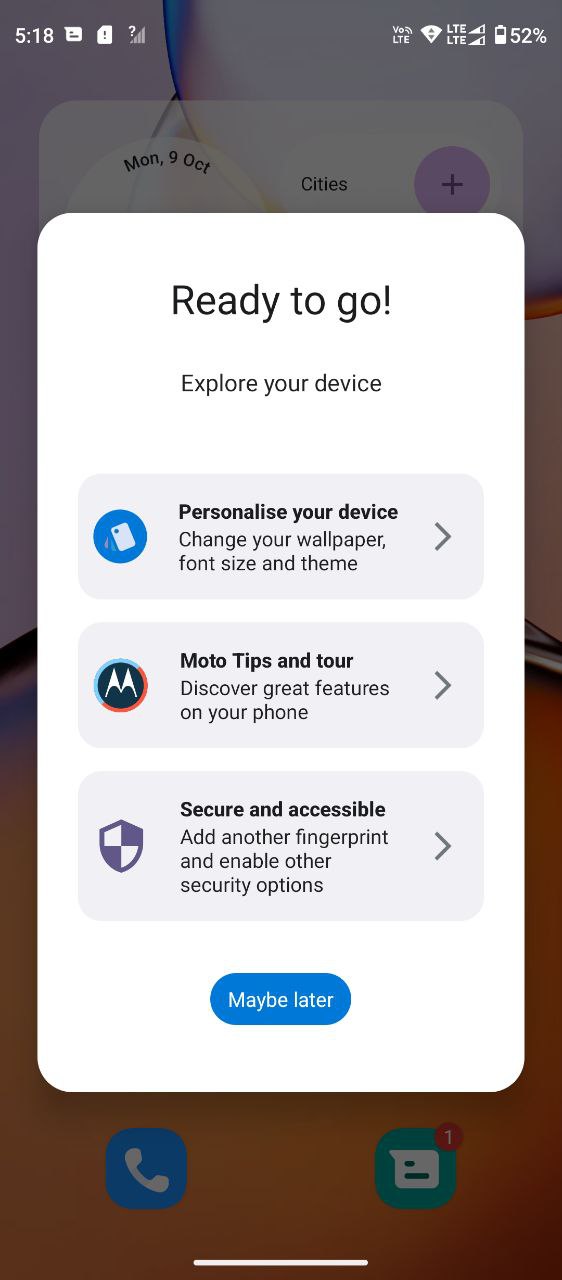 5:18
?
Vo
LTE
LTE
LTE
52%
Mon, 9 Oct
Cities
Ready to go!
Explore your device
Personalise your device
Change your wallpaper,
font size and theme
Moto Tips and tour
Discover great features
on your phone
Secure and accessible
Add another fingerprint
and enable other
security options
Maybe later
1